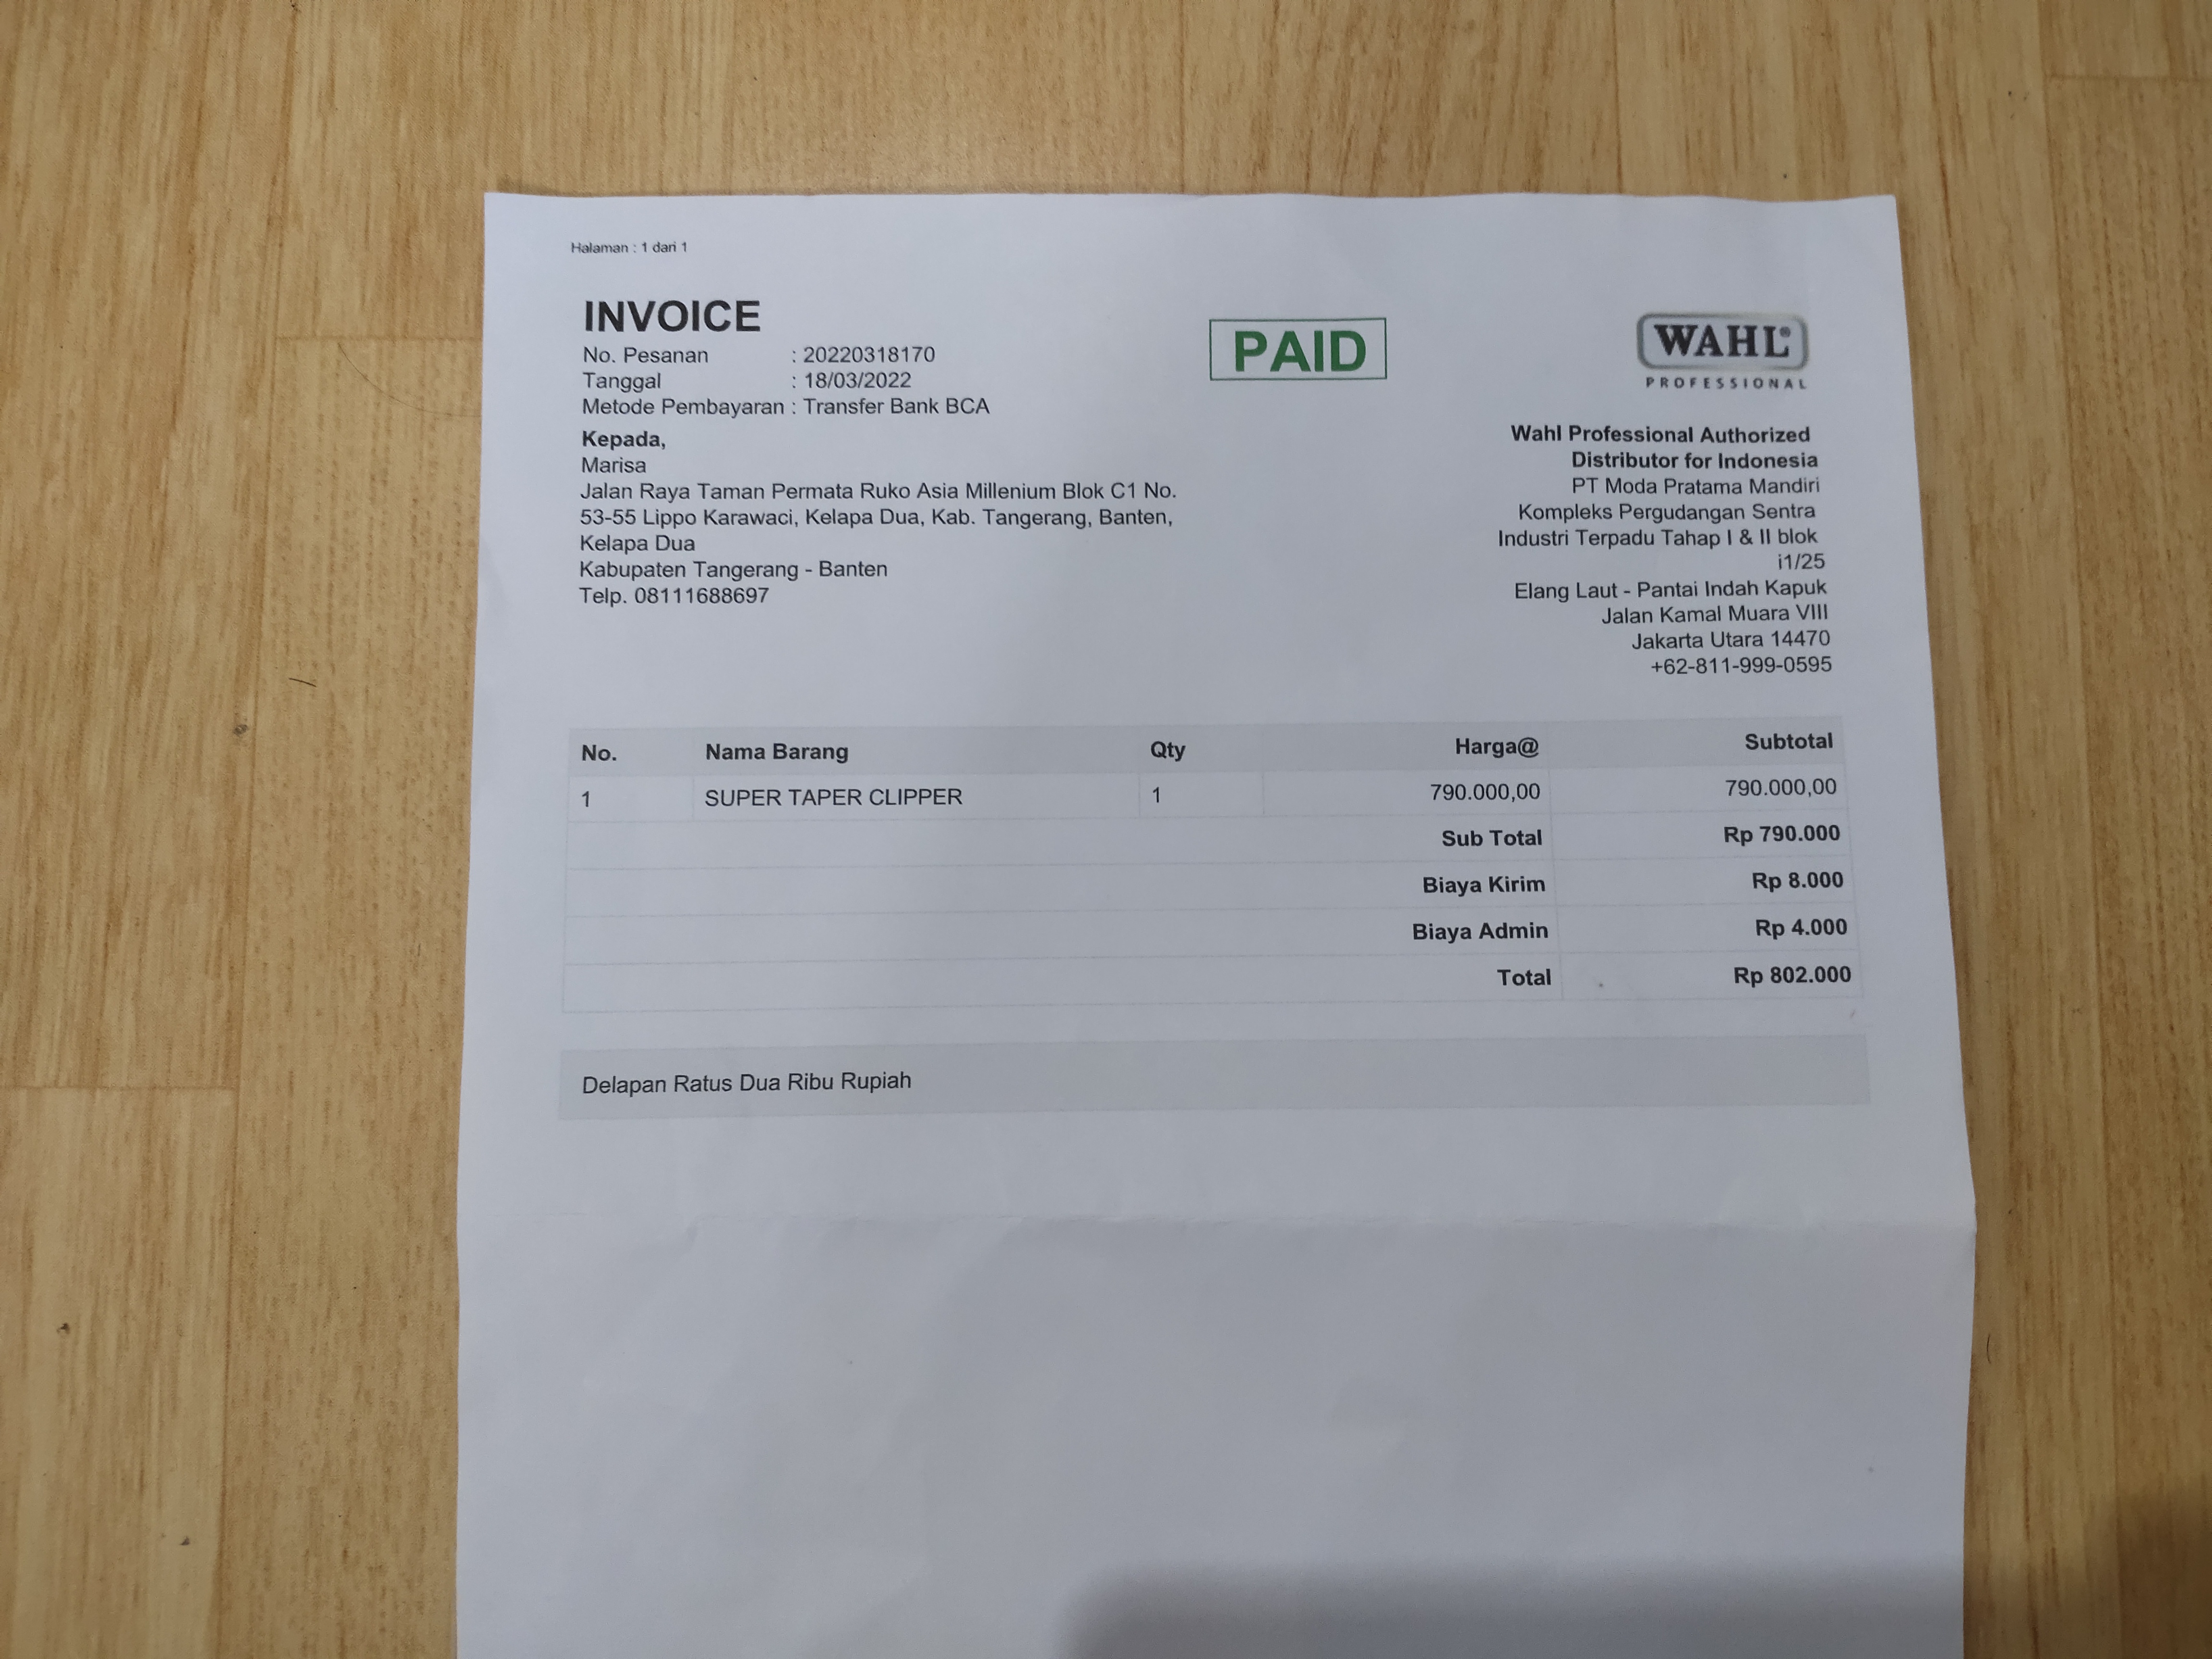 Halaman : 1 dari 1
INVOICE
No. Pesanan : 20220318170
Tanggal : 18/03/2022
Metode Pembayaran : Transfer Bank BCA
Kepada,
Marisa
Jalan Raya Taman Permata Ruko Asia Millenium Blok C1 No.
53-55 Lippo Karawaci, Kelapa Dua, Kab. Tangerang, Banten,
Kelapa Dua
Kabupaten Tangerang - Banten
Telp. 08111688697
PAID
WAHL®
PROFESSIONAL
Wahl Professional Authorized
Distributor for Indonesia
PT Moda Pratama Mandiri
Kompleks Pergudangan Sentra
Industri Terpadu Tahap I & II blok
i1/25
Elang Laut - Pantai Indah Kapuk
Jalan Kamal Muara VIII
Jakarta Utara 14470
+62-811-999-0595
No. Nama Barang Qty Harga@ Subtotal
1 SUPER TAPER CLIPPER 1 790.000,00 790.000,00
Sub Total Rp 790.000
Biaya Kirim Rp 8.000
Biaya Admin Rp 4.000
Total Rp 802.000
Delapan Ratus Dua Ribu Rupiah